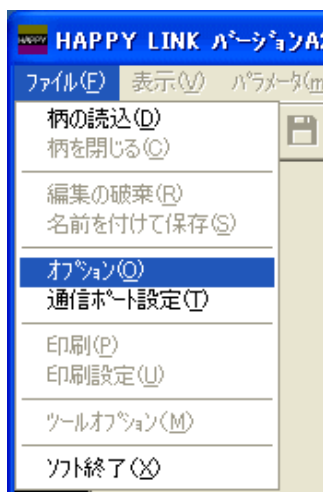 HAPPY HAPPY LINK ﾊﾞｰｼﾞｮﾝA2
ﾌｧｲﾙ(F) 表示(V) ﾊﾟﾗﾒｰﾀ(m
柄の読込(D)
柄を閉じる(C)
編集の破棄(R)
名前を付けて保存(S)
ｵﾌﾟｼｮﾝ(O)
通信ﾎﾟｰﾄ設定(T)
印刷(P)
印刷設定(U)
ﾂｰﾙｵﾌﾟｼｮﾝ(M)
ｿﾌﾄ終了(X)